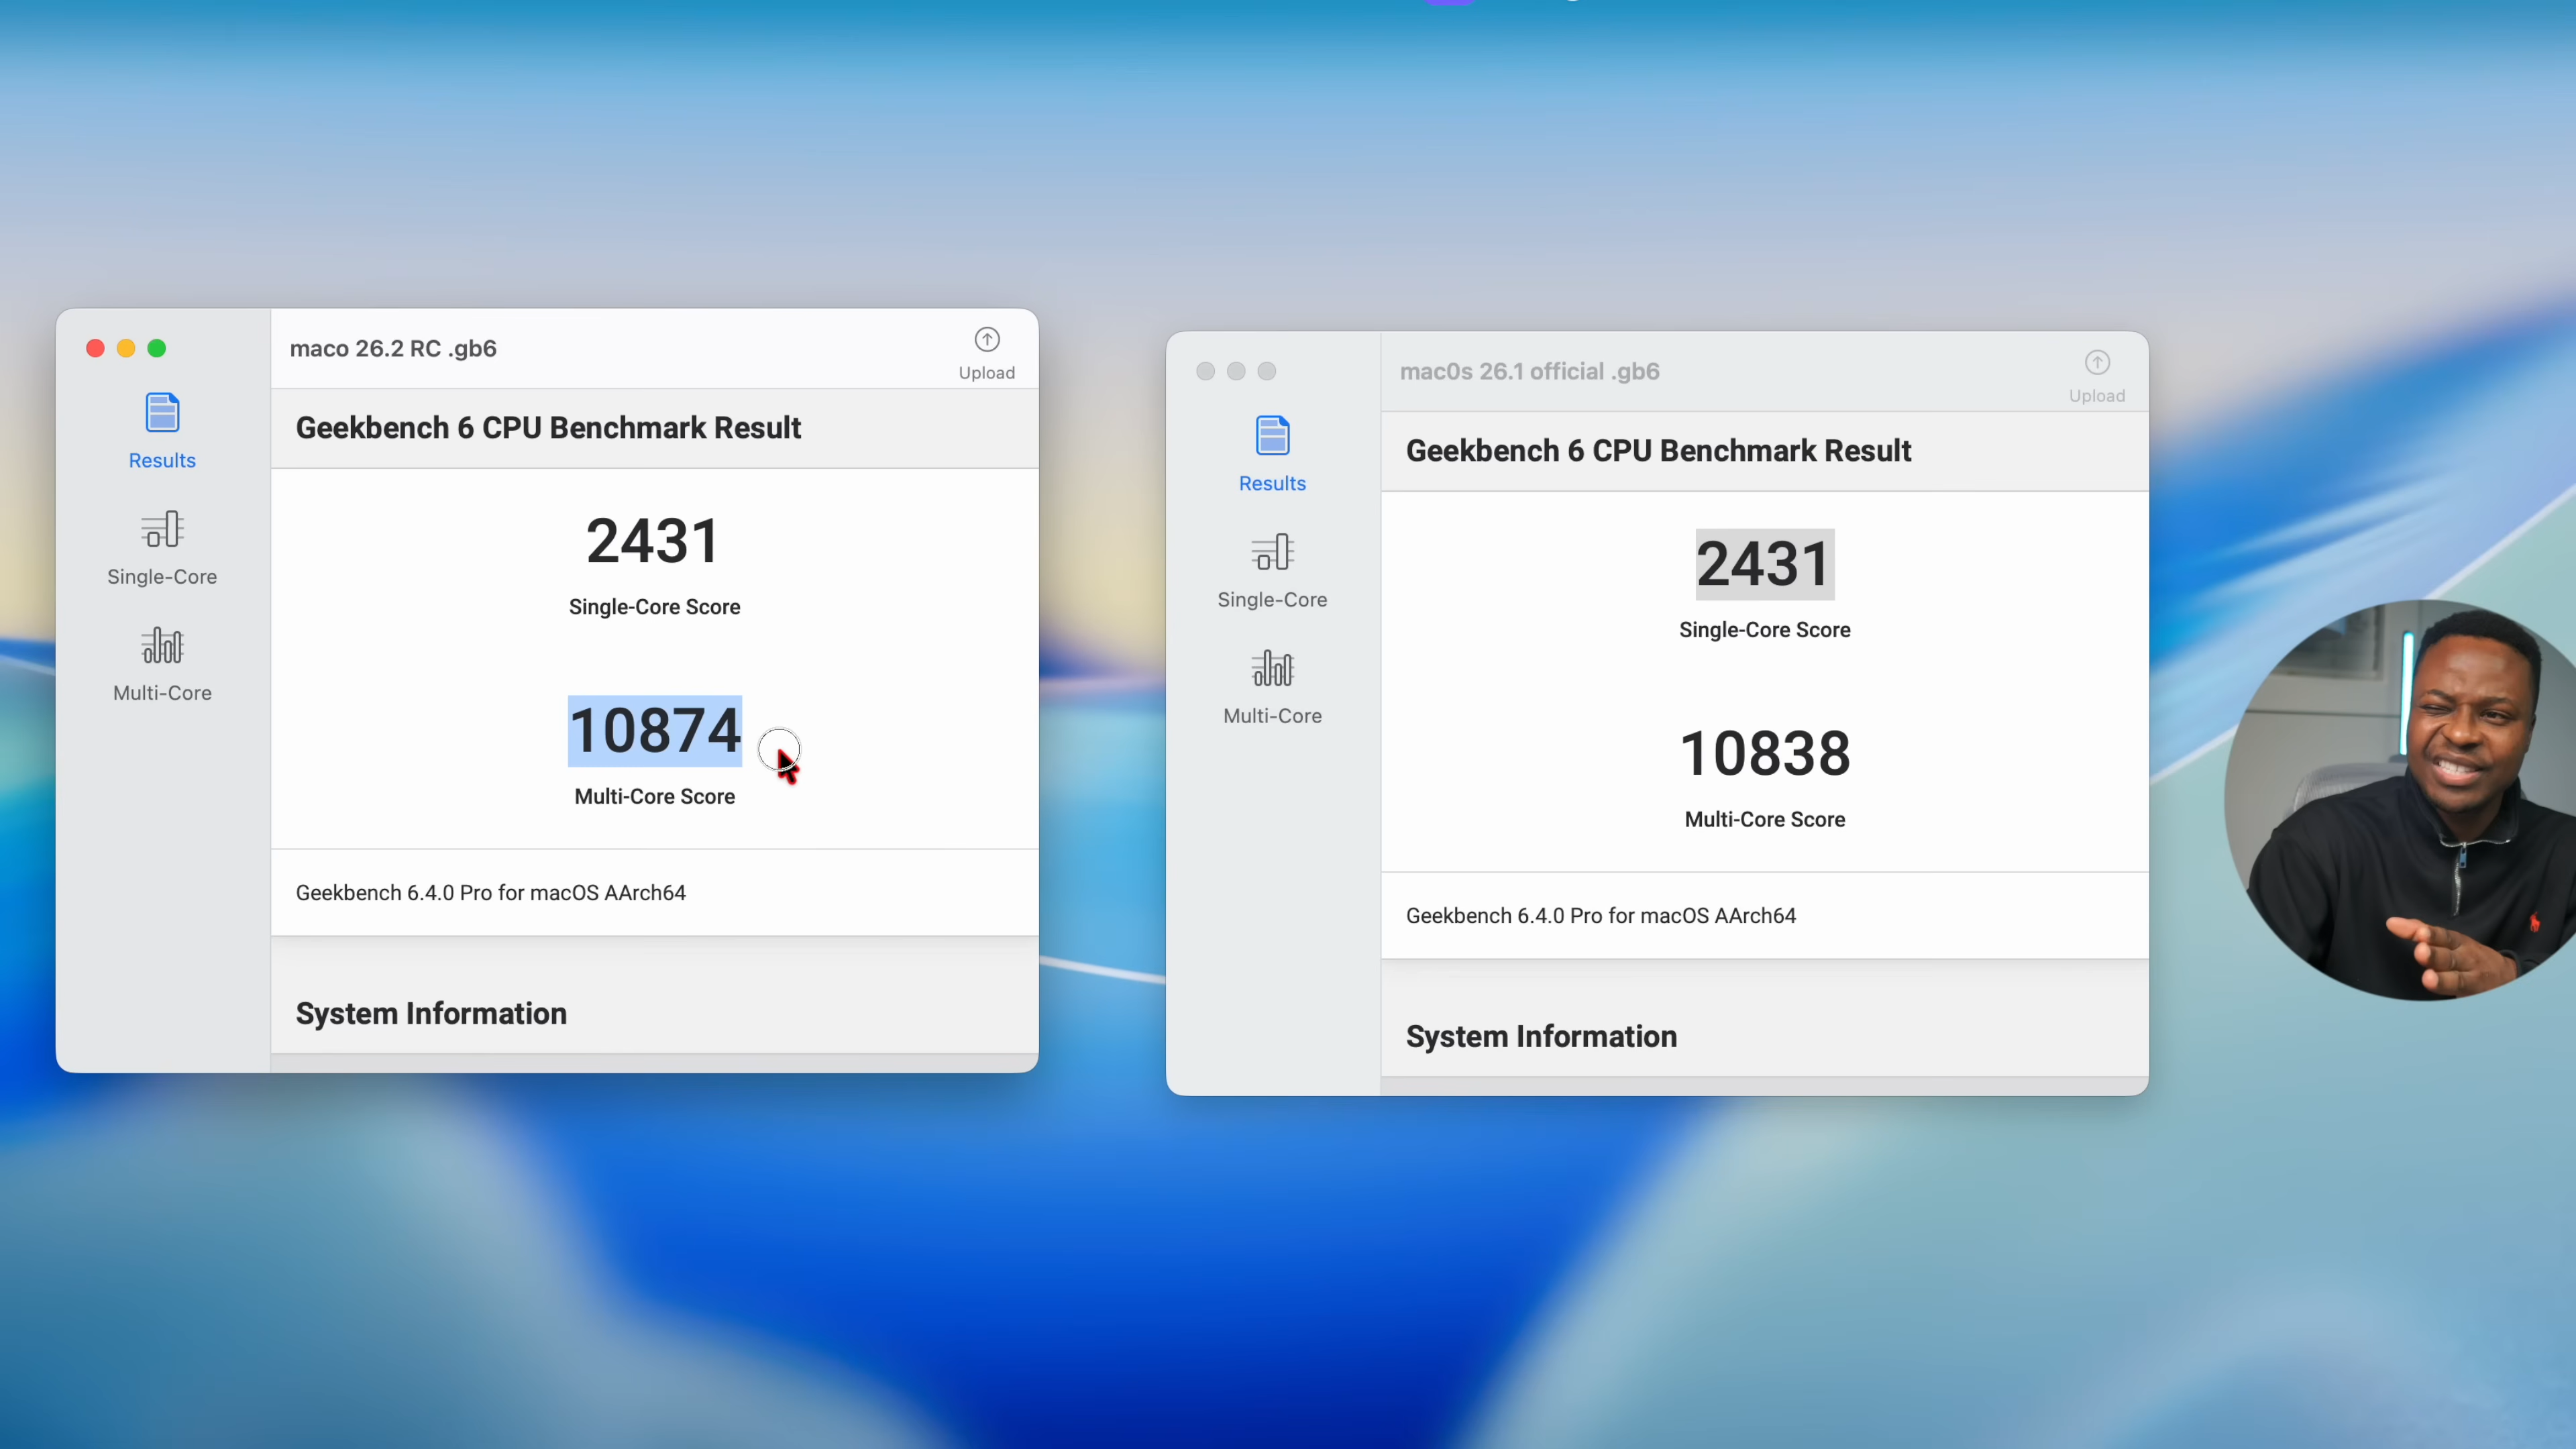 maco 26.2 RC .gb6
Upload
Results
Single-Core
Multi-Core
Geekbench 6 CPU Benchmark Result
2431
Single-Core Score
10874
Multi-Core Score
Geekbench 6.4.0 Pro for macOS AArch64
System Information
mac0s 26.1 official .gb6
Upload
Results
Single-Core
Multi-Core
Geekbench 6 CPU Benchmark Result
2431
Single-Core Score
10838
Multi-Core Score
Geekbench 6.4.0 Pro for macOS AArch64
System Information